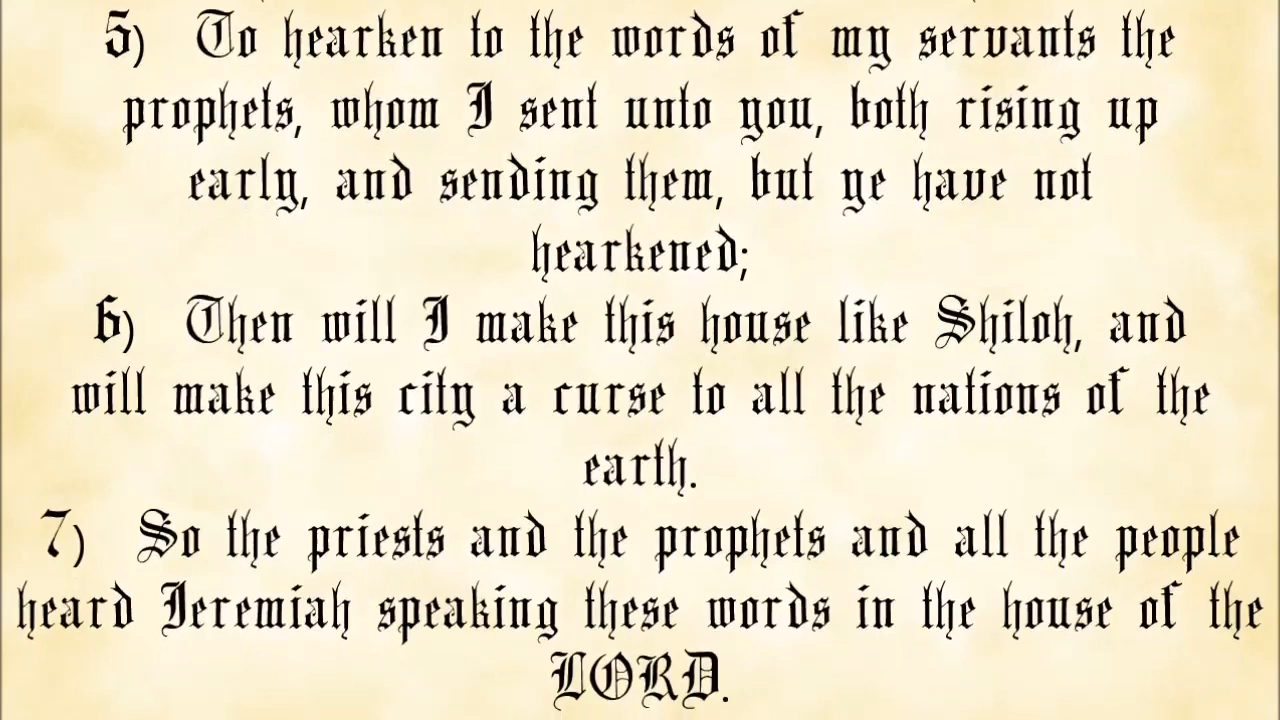 5) To hearken to the words of my servants the
prophets, whom I sent unto you, both rising up
early, and sending them, but ye have not
hearkened;
6) Then will I make this house like Shiloh, and
will make this city a curse to all the nations of the
earth.
7) So the priests and the prophets and all the people
heard Jeremiah speaking these words in the house of the
LORD.